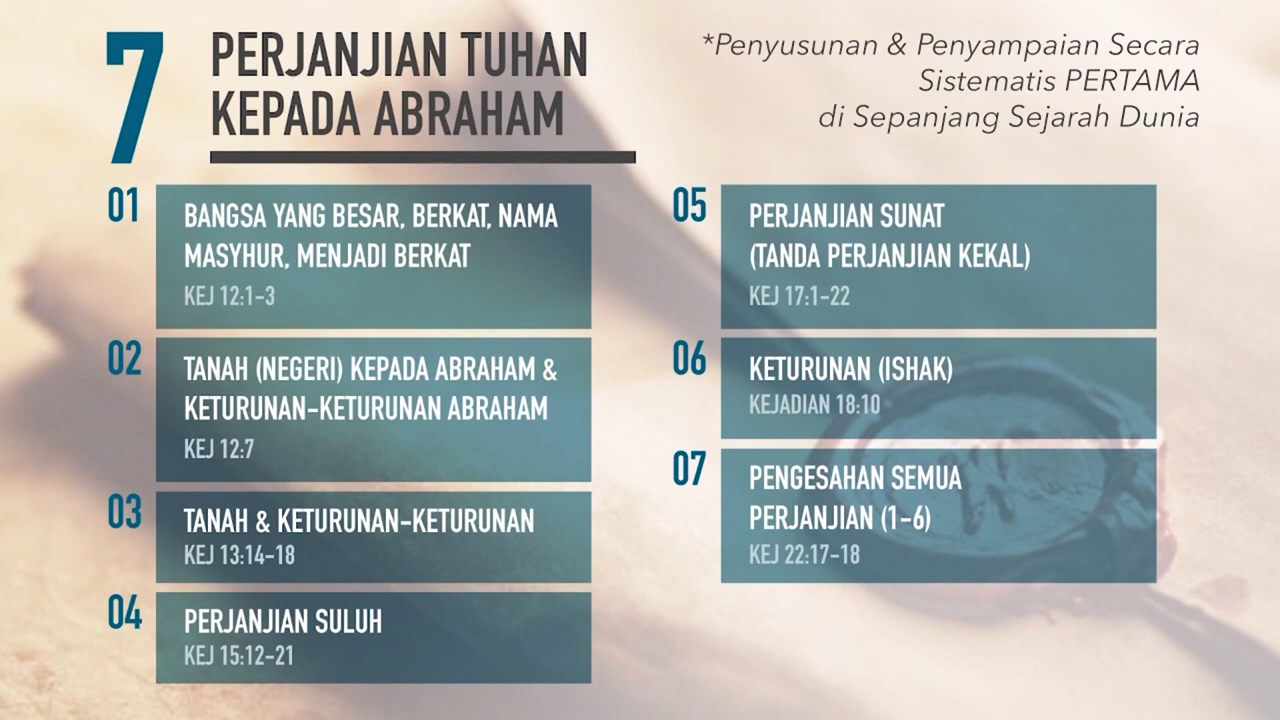 7
PERJANJIAN TUHAN
KEPADA ABRAHAM
*Penyusunan & Penyampaian Secara
Sistematis PERTAMA
di Sepanjang Sejarah Dunia
01
BANGSA YANG BESAR, BERKAT, NAMA
MASYHUR, MENJADI BERKAT
KEJ 12:1-3
02
TANAH (NEGERI) KEPADA ABRAHAM &
KETURUNAN-KETURUNAN ABRAHAM
KEJ 12:7
03
TANAH & KETURUNAN-KETURUNAN
KEJ 13:14-18
04
PERJANJIAN SULUH
KEJ 15:12-21
05
PERJANJIAN SUNAT
(TANDA PERJANJIAN KEKAL)
KEJ 17:1-22
06
KETURUNAN (ISHAK)
KEJADIAN 18:10
07
PENGESAHAN SEMUA
PERJANJIAN (1-6)
KEJ 22:17-18